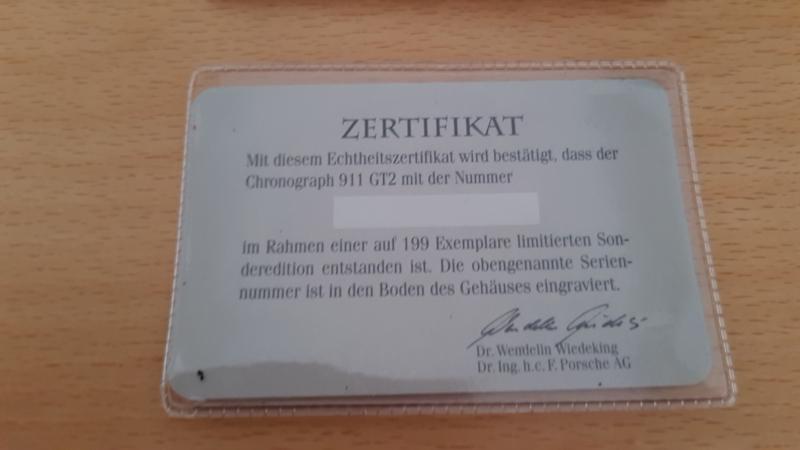 ZERTIFIKAT
Mit diesem Echtheitszertifikat wird bestätigt, dass der
Chronograph 911 GT2 mit der Nummer
im Rahmen einer auf 199 Exemplare limitierten Son-
deredition entstanden ist. Die obengenannte Serien-
nummer ist in den Boden des Gehäuses eingraviert.
Dr. Wendelin Wiedeking
Dr. Ing. h.c. F. Porsche AG